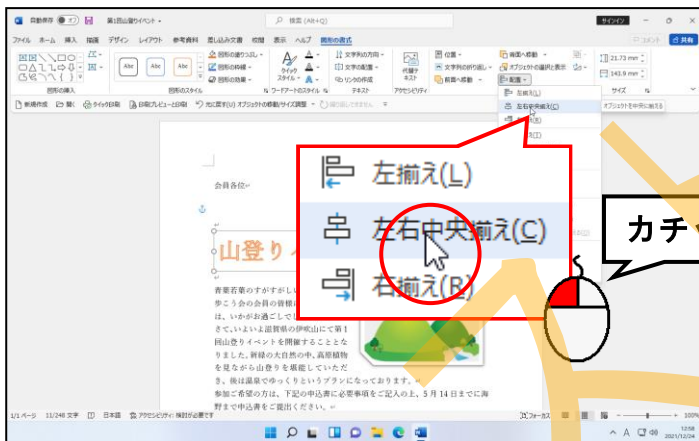 自動保存 オフ 第1回山登りイベント 検索 (Alt+Q) サインイン
ファイル ホーム 挿入 描画 デザイン レイアウト 参考資料 差し込み文書 校閲 表示 ヘルプ 図形の書式 コメント 共有
図形の塗りつぶし 文字列の方向 位置 前面へ移動 21.73 mm
Abc Abc Abc 図形の枠線 クイックスタイル 文字の配置 代替テキスト 文字列の折り返し オブジェクトの選択と表示
図形の効果 リンクの作成 背面へ移動 配置 143.9 mm
図形の挿入 図形のスタイル ワードアートのスタイル テキスト アクセシビリティ サイズ
左揃え(L)
新規作成 開く クイック印刷 印刷プレビューと印刷 元に戻す(U) オブジェクトの移動/サイズ調整 左右中央揃え(C) オブジェクトを中央に揃える
右揃え(R)
会員各位
左揃え(L)
左右中央揃え(C)
右揃え(R)
カチ
山登り
青葉若葉のすがすがし
歩こう会の会員の皆様に
は、いかがお過ごしでし
さて、いよいよ滋賀県の伊吹山にて第1
回山登りイベントを開催することとな
りました。新緑の大自然の中、高原植物
を見ながら山登りを堪能していただ
き、後は温泉でゆっくりというプランになっております。
参加ご希望の方は、下記の申込書に必要事項をご記入の上、5月14日までに海
野まで申込書をご提出ください。
1/1 ページ 11/248 文字 日本語 アクセシビリティ: 検討が必要です フォーカス 100%
A 12:58
2021/12/26